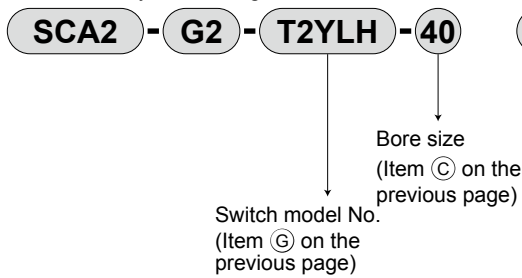 SCA2 - G2 - T2YLH - 40
Bore size
(Item Ⓒ on the
previous page)
Switch model No.
(Item Ⓖ on the
previous page)